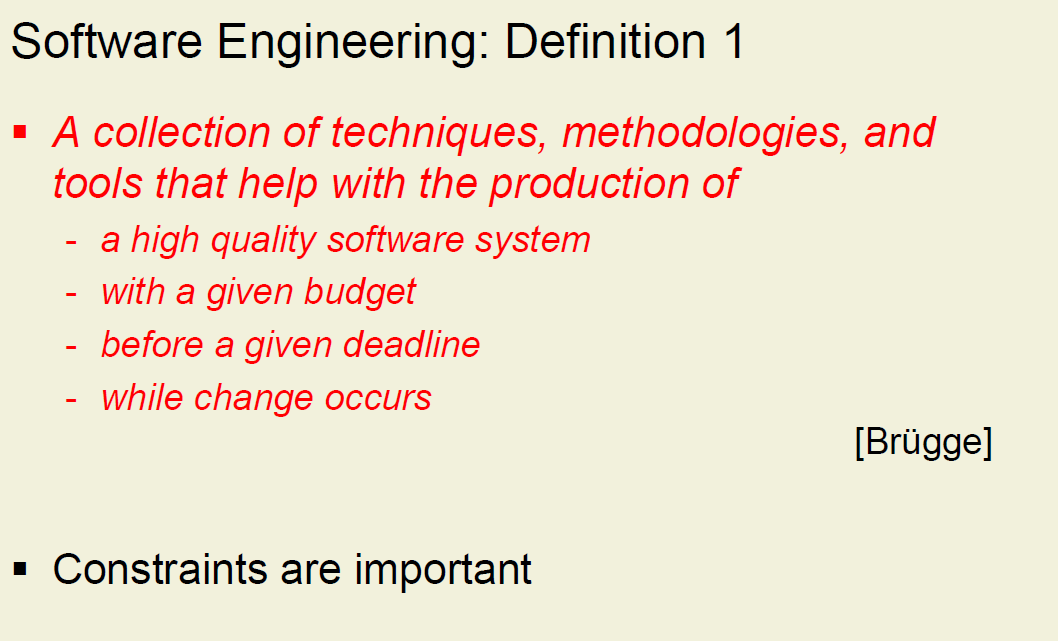 Software Engineering: Definition 1
▪ A collection of techniques, methodologies, and
tools that help with the production of
- a high quality software system
- with a given budget
- before a given deadline
- while change occurs
[Brügge]
▪ Constraints are important